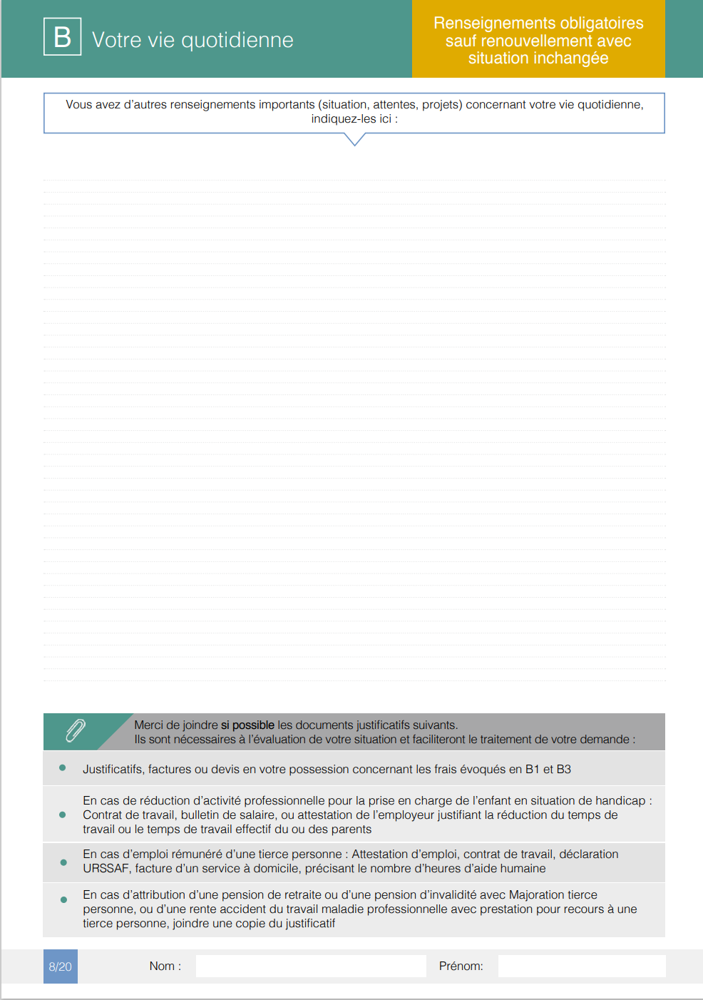 B Votre vie quotidienne
Renseignements obligatoires
sauf renouvellement avec
situation inchangée
Vous avez d’autres renseignements importants (situation, attentes, projets) concernant votre vie quotidienne,
indiquez-les ici :
Merci de joindre si possible les documents justificatifs suivants.
Ils sont nécessaires à l’évaluation de votre situation et faciliteront le traitement de votre demande :
Justificatifs, factures ou devis en votre possession concernant les frais évoqués en B1 et B3
En cas de réduction d’activité professionnelle pour la prise en charge de l’enfant en situation de handicap :
Contrat de travail, bulletin de salaire, ou attestation de l’employeur justifiant la réduction du temps de
travail ou le temps de travail effectif du ou des parents
En cas d’emploi rémunéré d’une tierce personne : Attestation d’emploi, contrat de travail, déclaration
URSSAF, facture d’un service à domicile, précisant le nombre d’heures d’aide humaine
En cas d’attribution d’une pension de retraite ou d’une pension d’invalidité avec Majoration tierce
personne, ou d’une rente accident du travail maladie professionnelle avec prestation pour recours à une
tierce personne, joindre une copie du justificatif
8/20 Nom : Prénom: